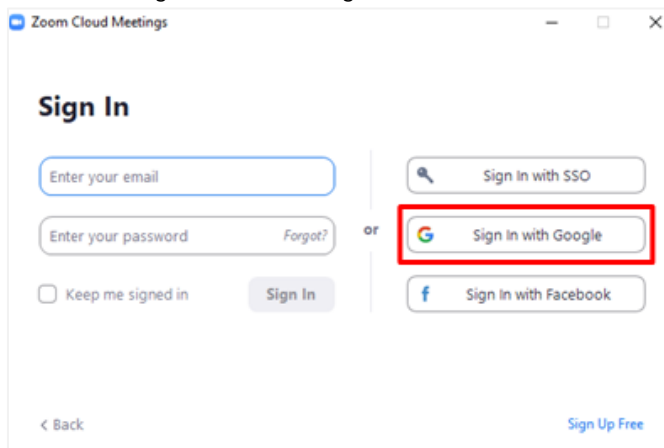 Zoom Cloud Meetings
Sign In
Enter your email
Enter your password Forgot?
Keep me signed in Sign In
or
Sign In with SSO
Sign In with Google
Sign In with Facebook
< Back
Sign Up Free